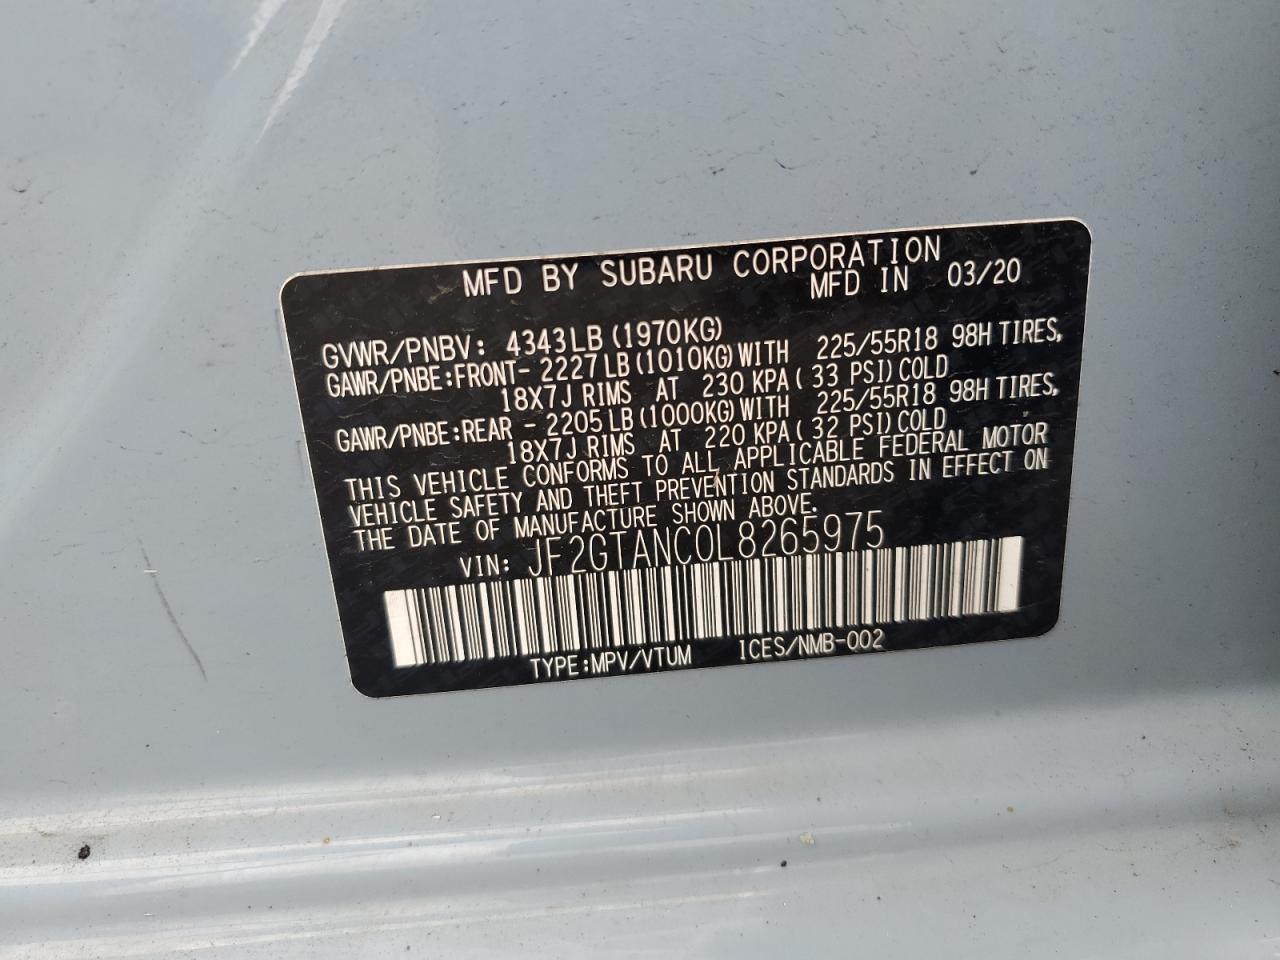 MFD BY SUBARU CORPORATION
MFD IN 03/20
GVWR/PNBV: 4343LB (1970KG)
GAWR/PNBE:FRONT- 2227LB (1010KG) WITH 225/55R18 98H TIRES,
18X7J RIMS AT 230 KPA( 33 PSI) COLD
GAWR/PNBE:REAR - 2205LB (1000KG) WITH 225/55R18 98H TIRES,
18X7J RIMS AT 220 KPA( 32 PSI) COLD
THIS VEHICLE CONFORMS TO ALL APPLICABLE FEDERAL MOTOR
VEHICLE SAFETY AND THEFT PREVENTION STANDARDS IN EFFECT ON
THE DATE OF MANUFACTURE SHOWN ABOVE.
VIN: JF2GTANC0L8265975
TYPE:MPV/VTUM ICES/NMB-002